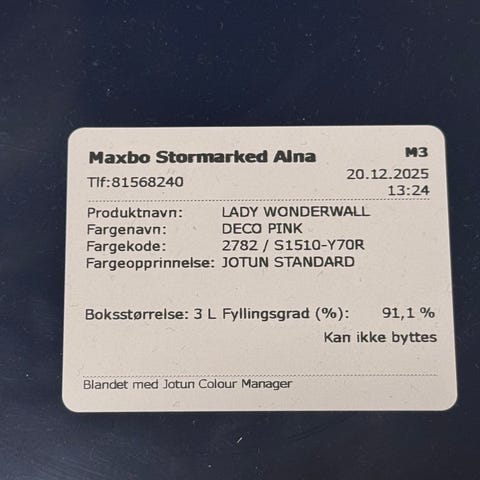 Maxbo Stormarked Alna M3
Tlf:81568240 20.12.2025
13:24
Produktnavn: LADY WONDERWALL
Fargenavn: DECO PINK
Fargekode: 2782 / S1510-Y70R
Fargeopprinnelse: JOTUN STANDARD
Boksstørrelse: 3 L Fyllingsgrad (%): 91,1 %
Kan ikke byttes
Blandet med Jotun Colour Manager